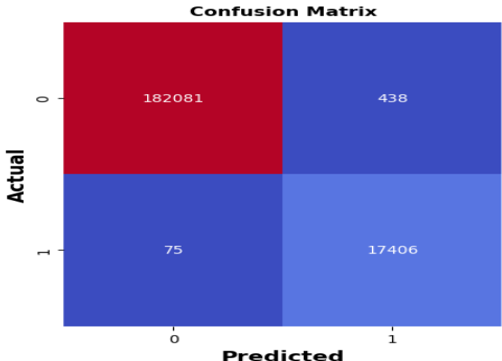 Confusion Matrix
Actual
0
182081
438
1
75
17406
0
1
Predicted